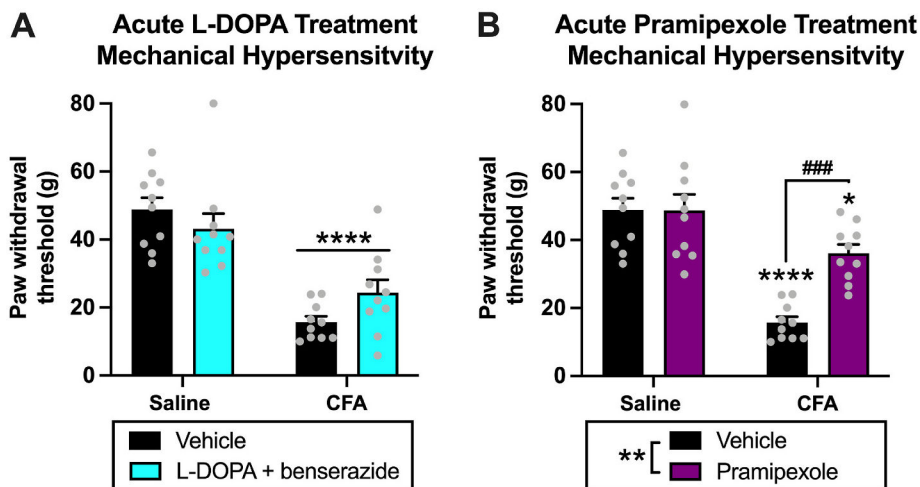 A
Acute L-DOPA Treatment
Mechanical Hypersensitvity
Paw withdrawal
threshold (g)
80
60
40
20
0
****
Saline
CFA
Vehicle
L-DOPA + benserazide
B
Acute Pramipexole Treatment
Mechanical Hypersensitvity
Paw withdrawal
threshold (g)
80
60
40
20
0
###
*
****
Saline
CFA
**
Vehicle
Pramipexole